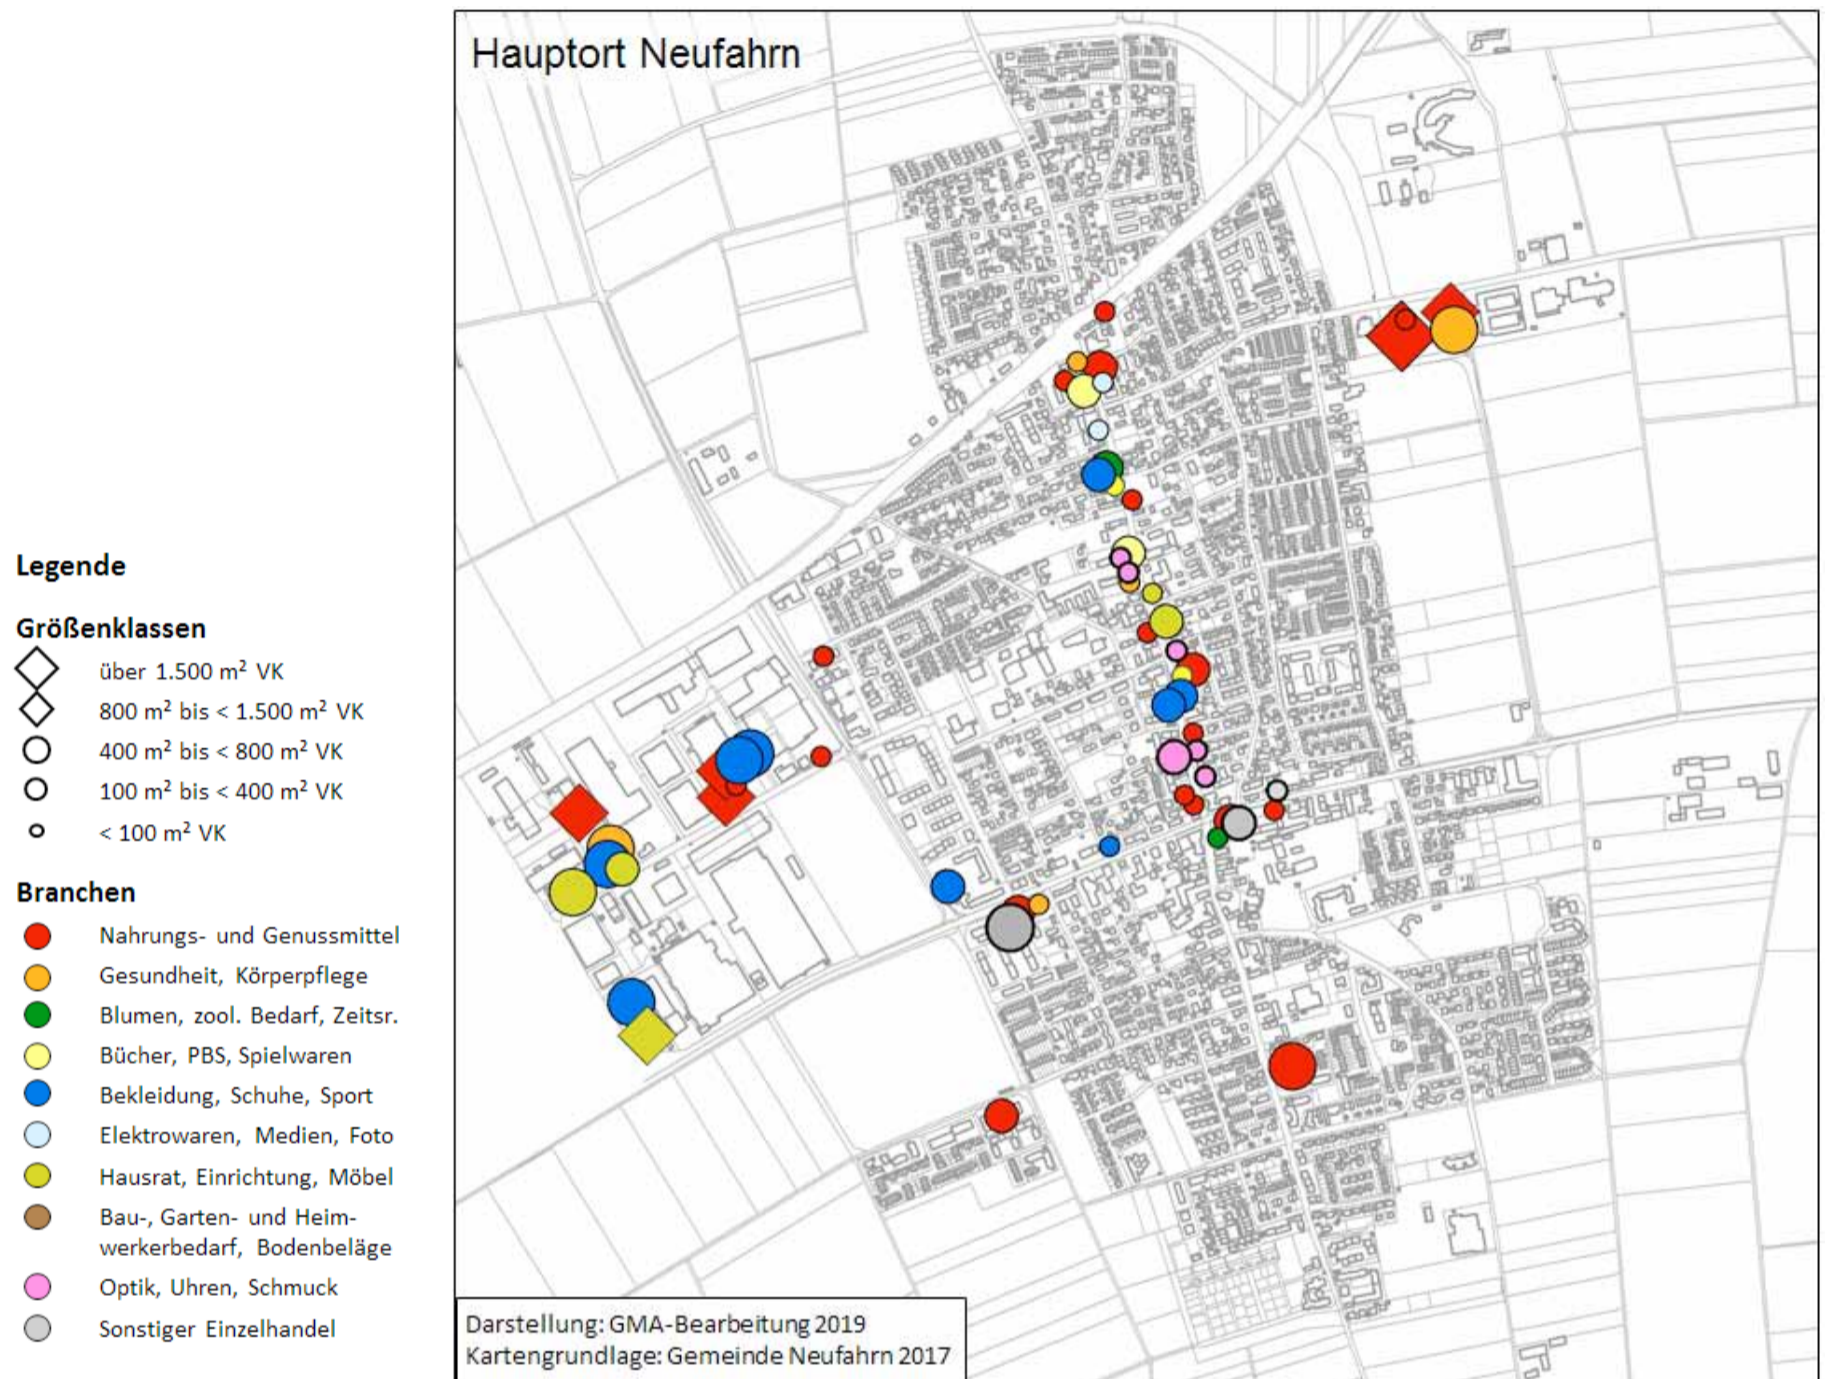 Hauptort Neufahrn
Legende
Größenklassen
über 1.500 m² VK
800 m² bis < 1.500 m² VK
400 m² bis < 800 m² VK
100 m² bis < 400 m² VK
< 100 m² VK
Branchen
Nahrungs- und Genussmittel
Gesundheit, Körperpflege
Blumen, zool. Bedarf, Zeitsr.
Bücher, PBS, Spielwaren
Bekleidung, Schuhe, Sport
Elektrowaren, Medien, Foto
Hausrat, Einrichtung, Möbel
Bau-, Garten- und Heim-
werkerbedarf, Bodenbeläge
Optik, Uhren, Schmuck
Sonstiger Einzelhandel
Darstellung: GMA-Bearbeitung 2019
Kartengrundlage: Gemeinde Neufahrn 2017